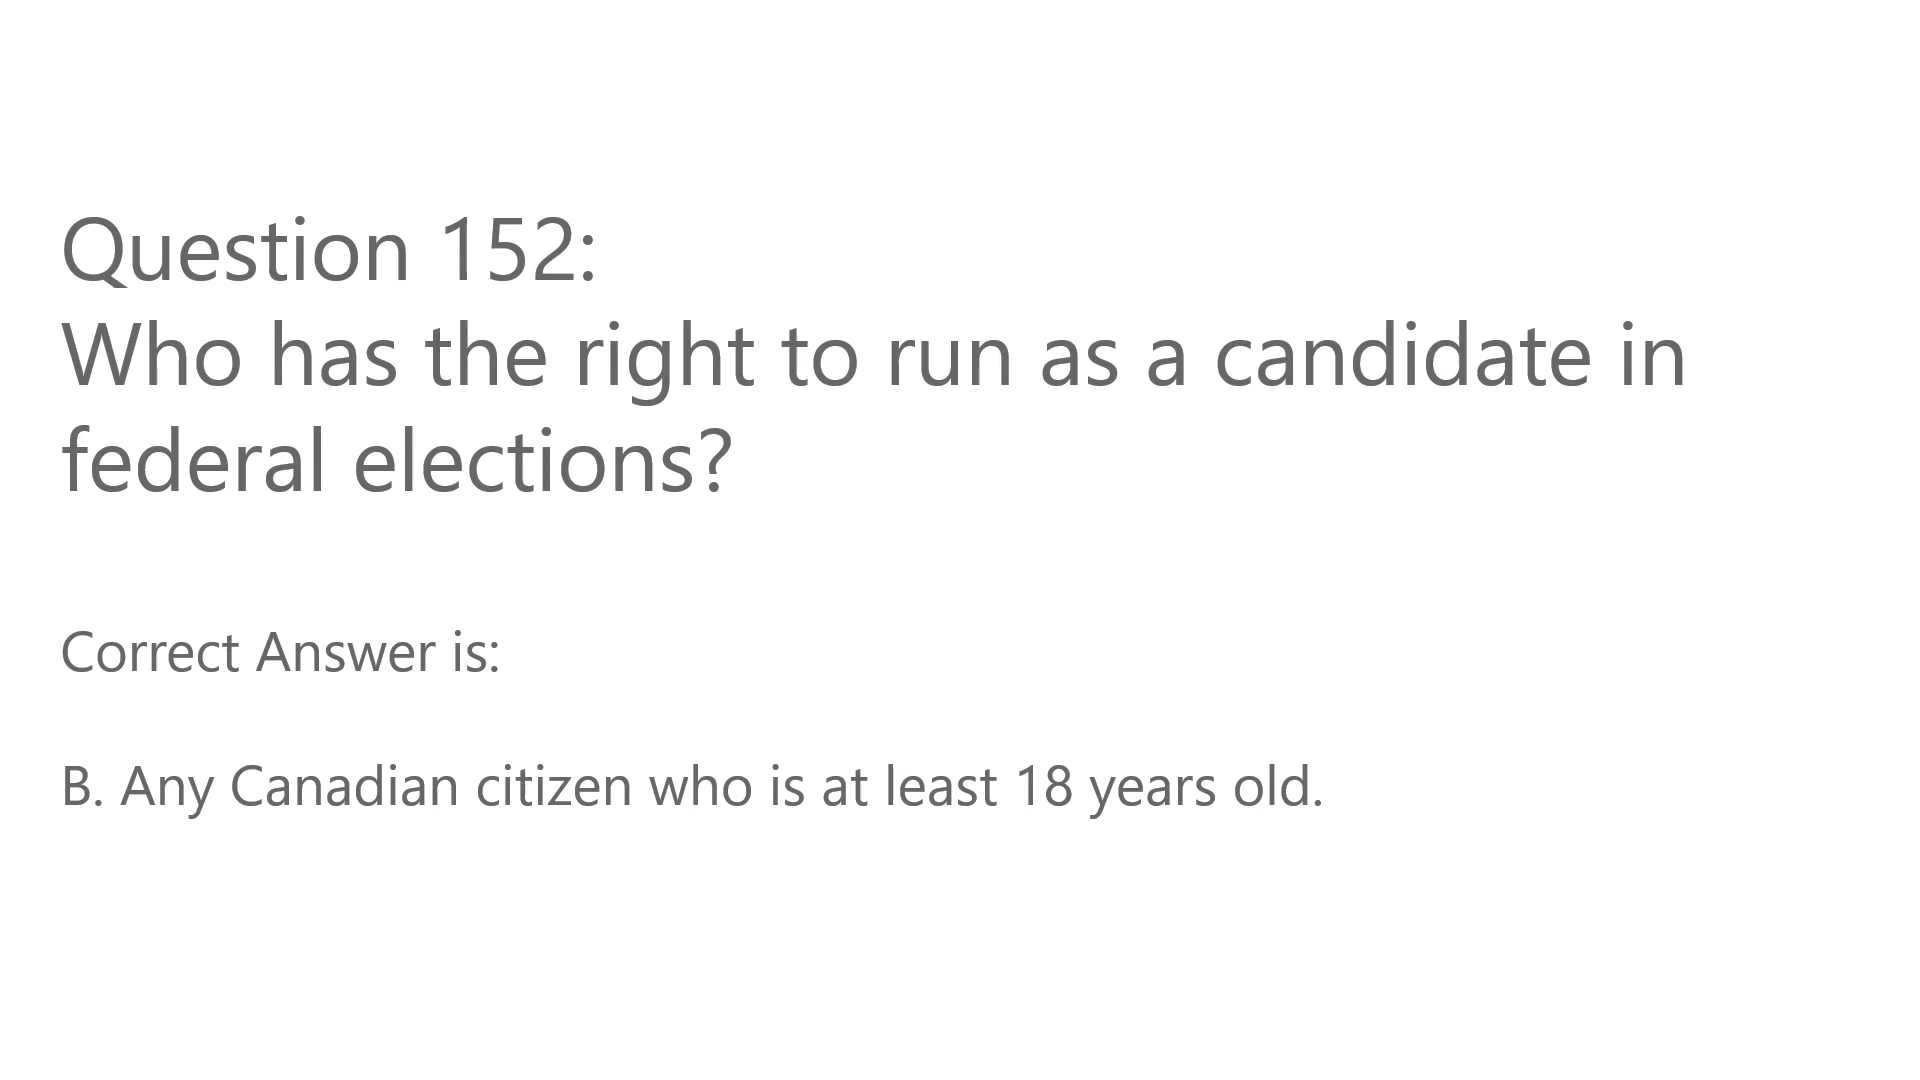 Question 152:
Who has the right to run as a candidate in
federal elections?
Correct Answer is:
B. Any Canadian citizen who is at least 18 years old.